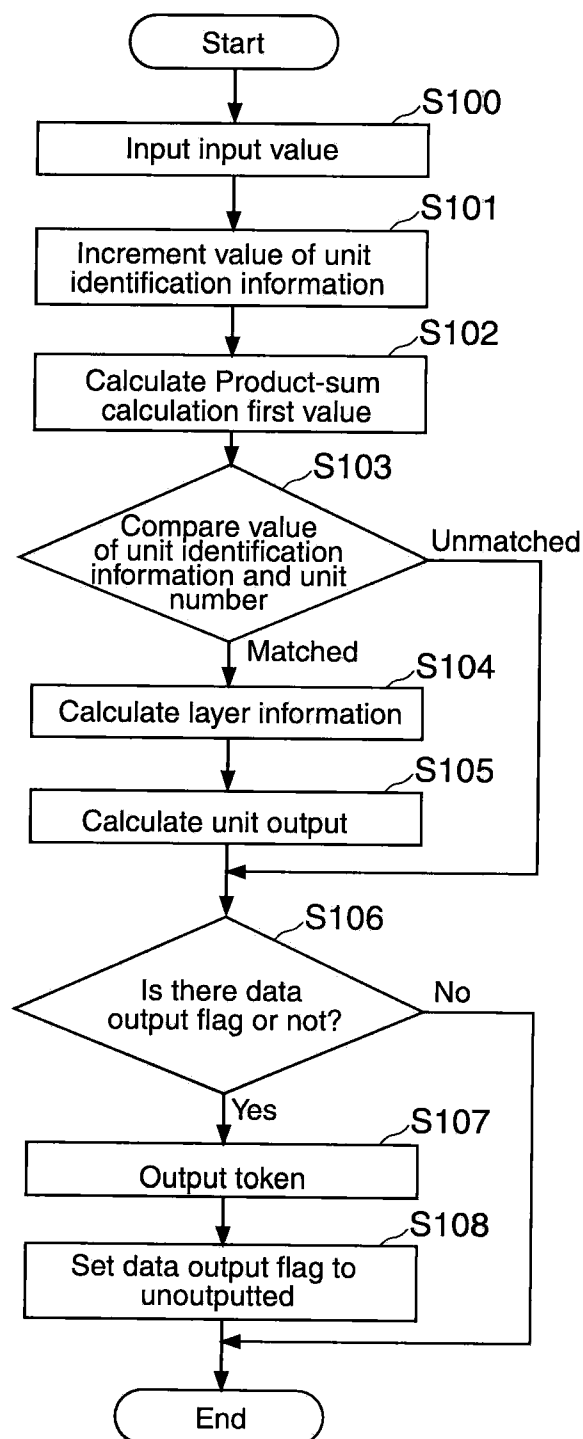 Start
S100
Input input value
S101
Increment value of unit
identification information
S102
Calculate Product-sum
calculation first value
S103
Compare value
of unit identification
information and unit
number
Unmatched
Matched
S104
Calculate layer information
S105
Calculate unit output
S106
Is there data
output flag or not?
No
Yes
S107
Output token
S108
Set data output flag to
unoutputted
End